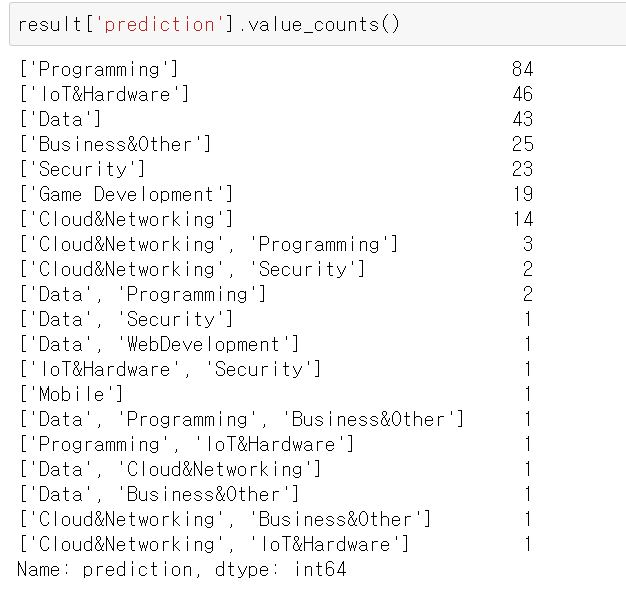 result['prediction'].value_counts()
['Programming'] 84
['IoT&Hardware'] 46
['Data'] 43
['Business&Other'] 25
['Security'] 23
['Game Development'] 19
['Cloud&Networking'] 14
['Cloud&Networking', 'Programming'] 3
['Cloud&Networking', 'Security'] 2
['Data', 'Programming'] 2
['Data', 'Security'] 1
['Data', 'WebDevelopment'] 1
['IoT&Hardware', 'Security'] 1
['Mobile'] 1
['Data', 'Programming', 'Business&Other'] 1
['Programming', 'IoT&Hardware'] 1
['Data', 'Cloud&Networking'] 1
['Data', 'Business&Other'] 1
['Cloud&Networking', 'Business&Other'] 1
['Cloud&Networking', 'IoT&Hardware'] 1
Name: prediction, dtype: int64